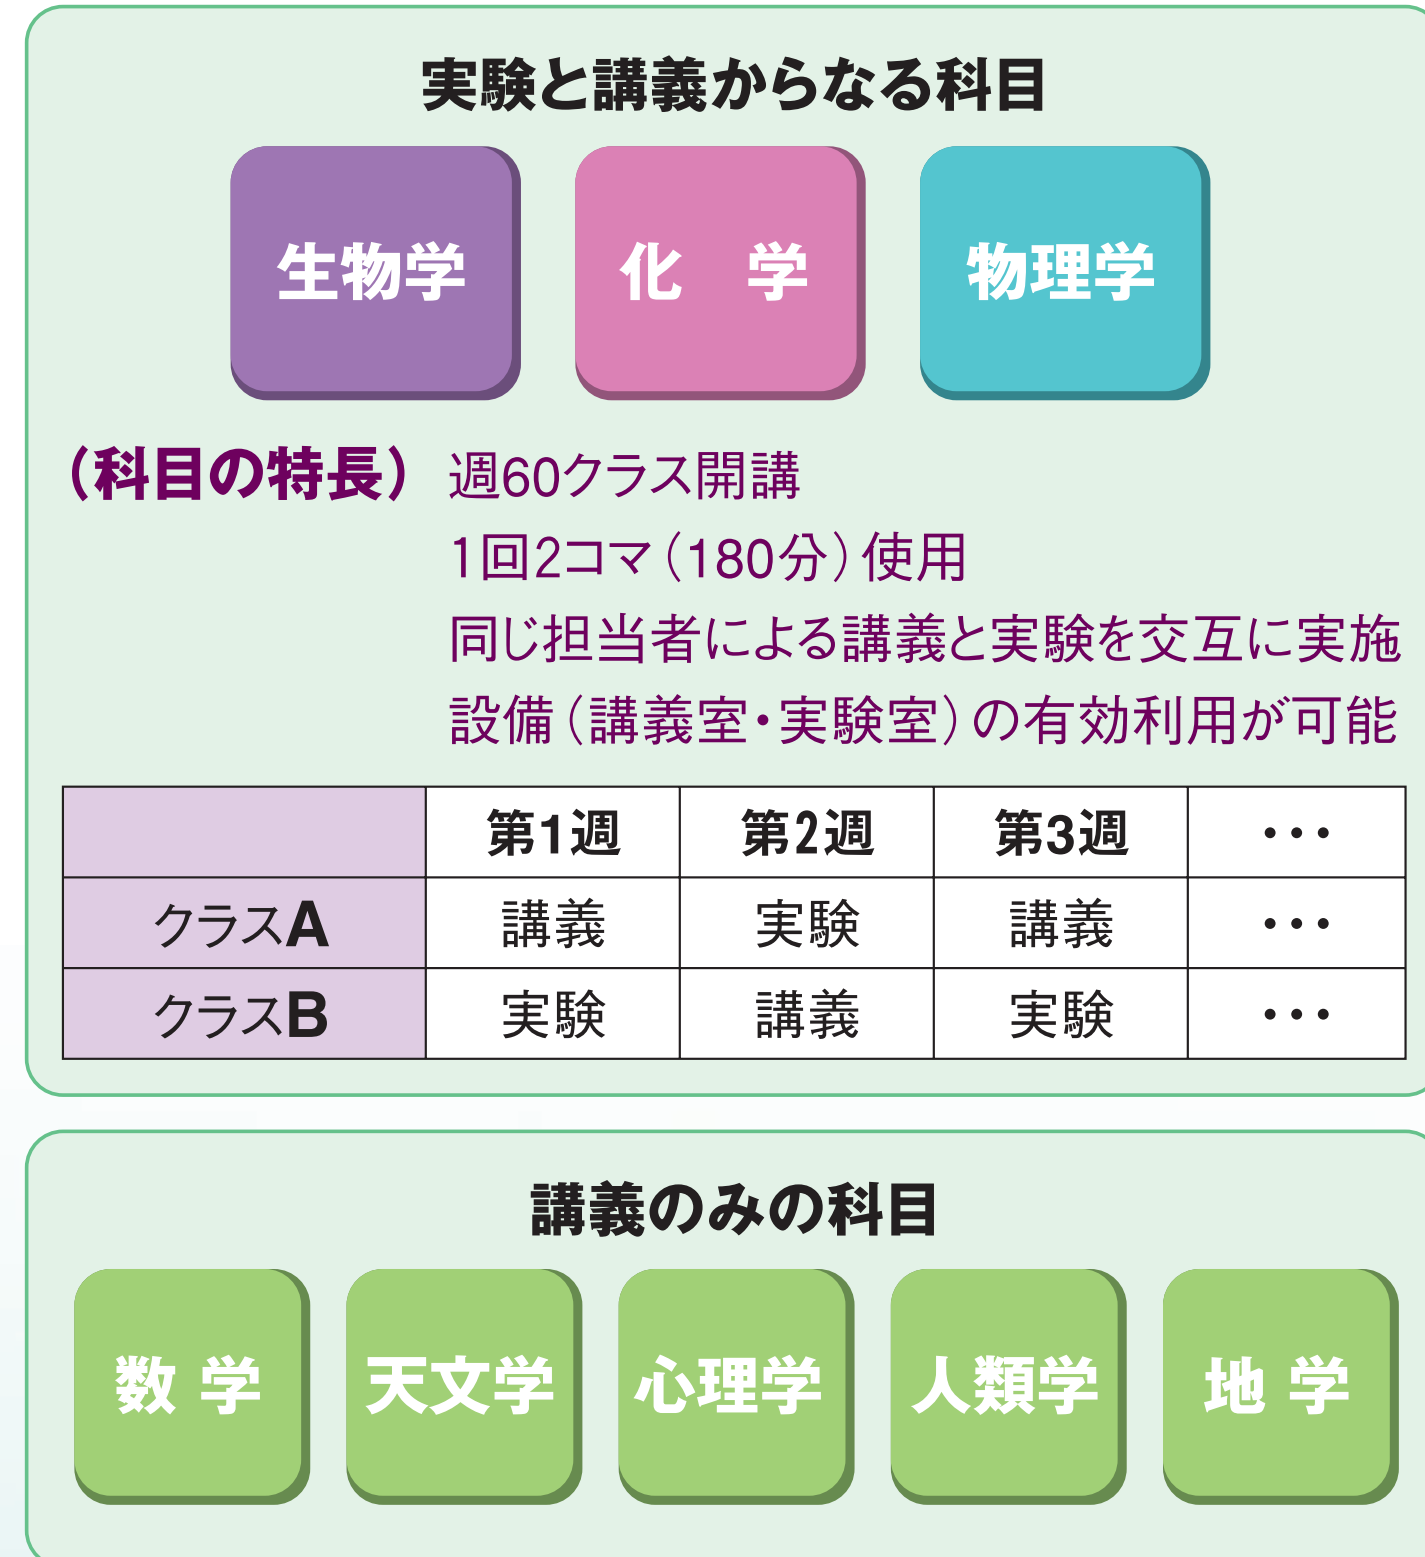 実験と講義からなる科目
生物学 化　学 物理学
（科目の特長） 週60クラス開講
1回2コマ（180分）使用
同じ担当者による講義と実験を交互に実施
設備（講義室・実験室）の有効利用が可能
第1週 第2週 第3週 ・・・
クラスA 講義 実験 講義 ・・・
クラスB 実験 講義 実験 ・・・
講義のみの科目
数 学 天文学 心理学 人類学 地 学